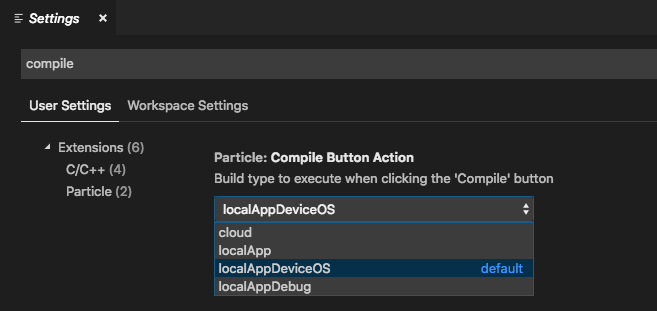 Settings
compile
User Settings Workspace Settings
Extensions (6)
C/C++ (4)
Particle (2)
Particle: Compile Button Action
Build type to execute when clicking the 'Compile' button
localAppDeviceOS
cloud
localApp
localAppDeviceOS default
localAppDebug